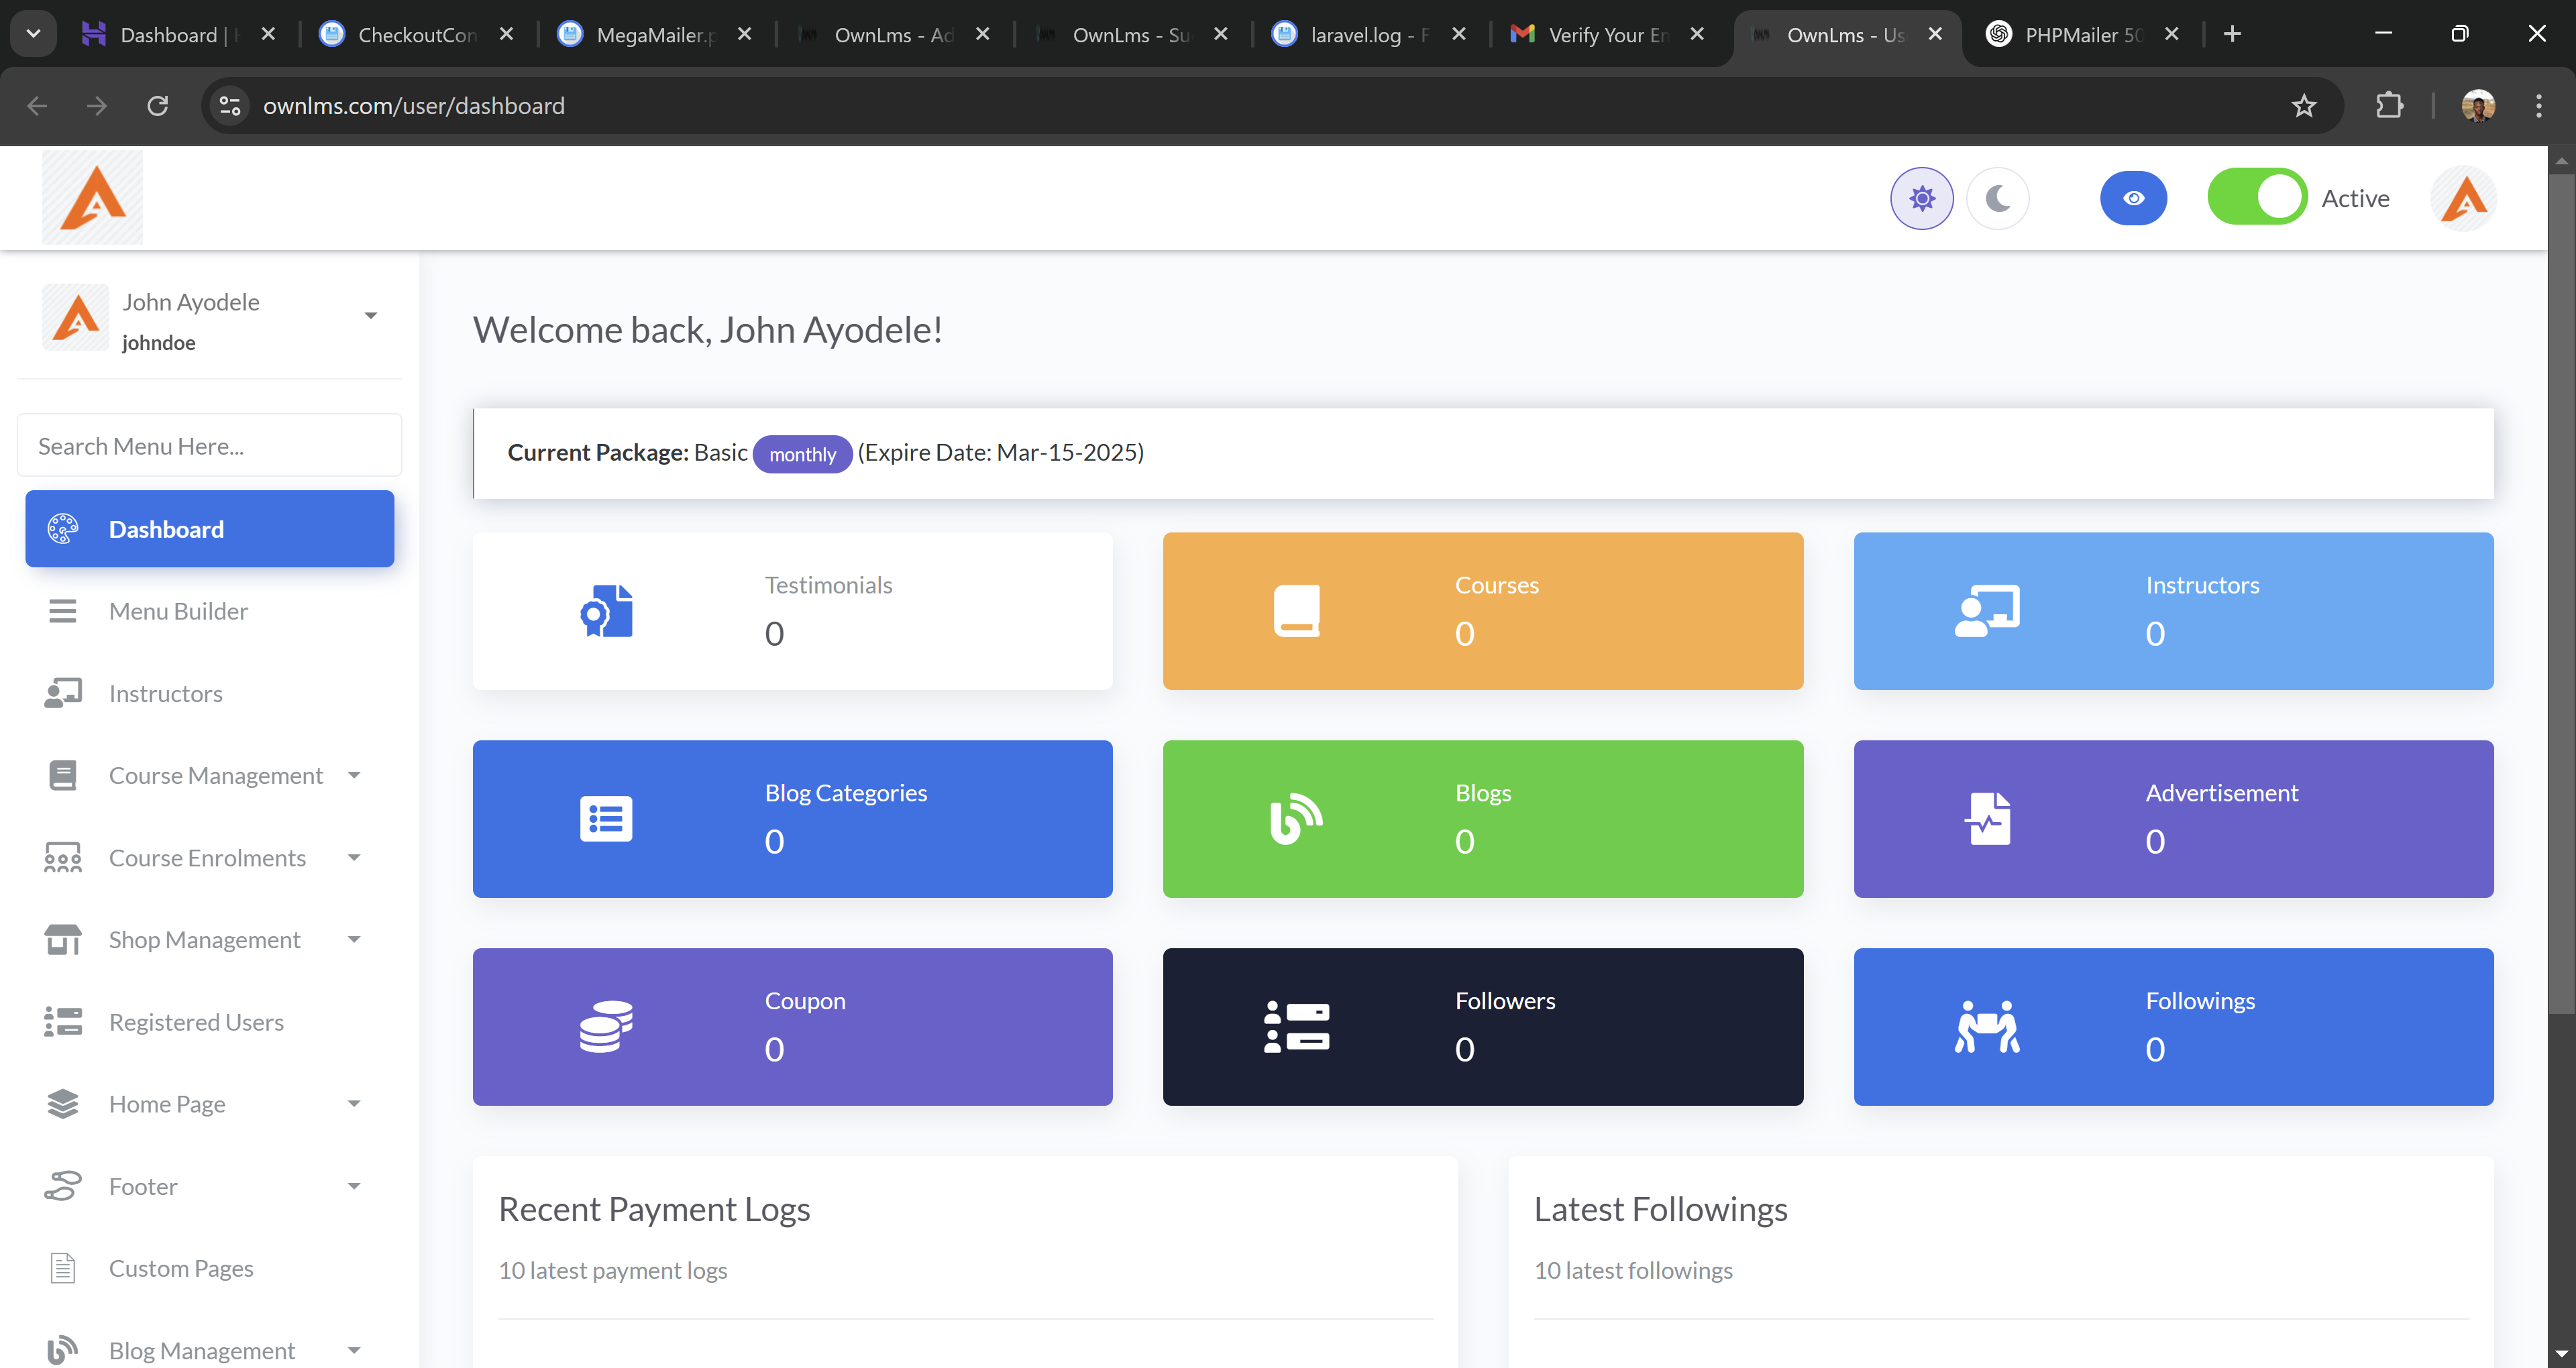 Dashboard |
CheckoutCon
MegaMailer.p
OwnLms - Ad
OwnLms - Su
laravel.log - F
Verify Your En
OwnLms - Us
PHPMailer 50
ownlms.com/user/dashboard
Active
John Ayodele
johndoe
Search Menu Here...
Dashboard
Menu Builder
Instructors
Course Management
Course Enrolments
Shop Management
Registered Users
Home Page
Footer
Custom Pages
Blog Management
Welcome back, John Ayodele!
Current Package: Basic monthly (Expire Date: Mar-15-2025)
Testimonials
0
Courses
0
Instructors
0
Blog Categories
0
Blogs
0
Advertisement
0
Coupon
0
Followers
0
Followings
0
Recent Payment Logs
10 latest payment logs
Latest Followings
10 latest followings